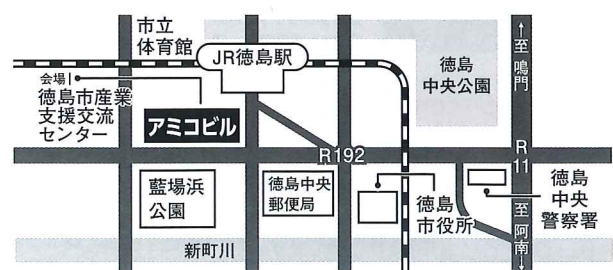 市立
体育館
JR徳島駅
会場
徳島市産業
支援交流
センター
アミコビル
徳島
中央公園
←至 鳴門
R11
至 阿南→
R192
藍場浜
公園
徳島中央
郵便局
徳島
市役所
徳島
中央
警察署
新町川